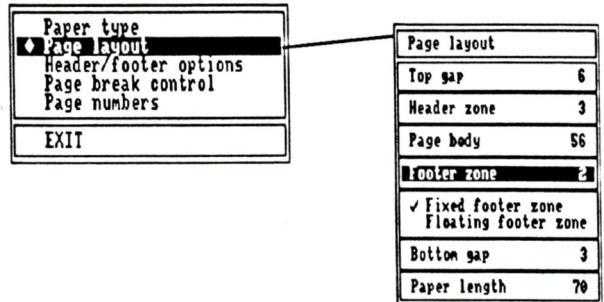 Paper type
Page layout
Header/footer options
Page break control
Page numbers
EXIT
Page layout
Top gap 6
Header zone 3
Page body 56
Footer zone 2
✓ Fixed footer zone
Floating footer zone
Bottom gap 3
Paper length 70